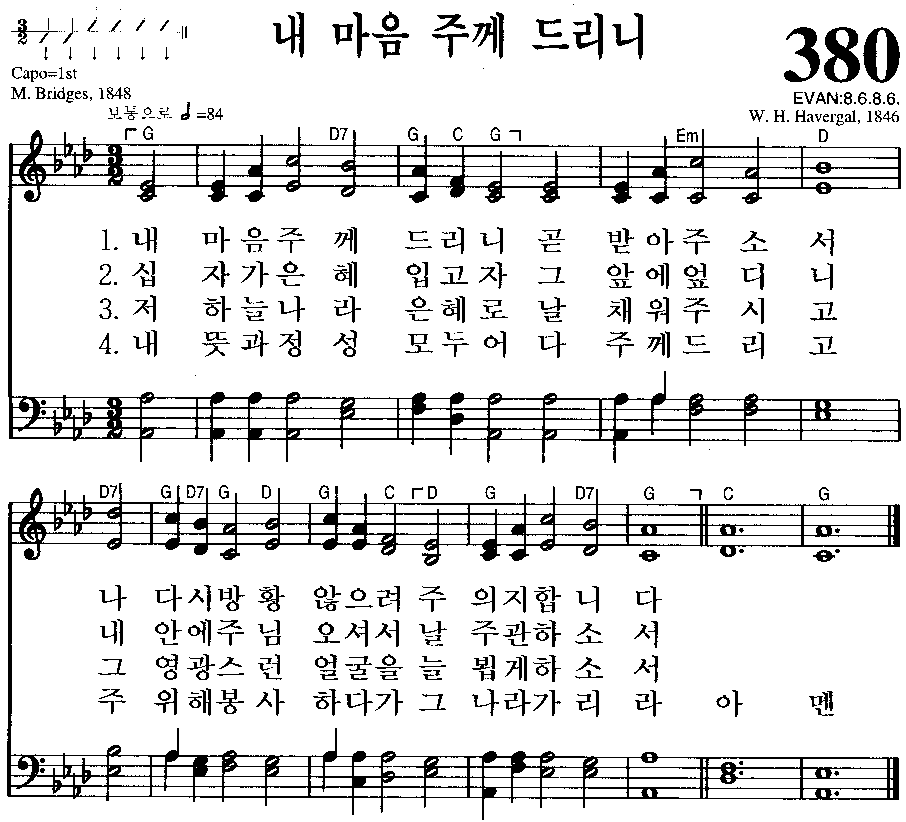 내 마음 주께 드리니
380
3/2
Capo=1st
M. Bridges, 1848
EVAN:8.6.8.6.
W. H. Havergal, 1846
보통으로 =84
G D7 G C G Em D
1. 내 마음주께 드리니 곧 받아주소서
2. 십자가은혜 입고자 그 앞에엎디니
3. 저 하늘나라 은혜로 날 채워주시고
4. 내 뜻과정성 모두어 다 주께드리고
D7 G D7 G D G C D G D7 G C G
나 다시방황 않으려 주 의지합니다
내 안에주님 오셔서 날 주관하소서
그 영광스런 얼굴을 늘 뵙게하소서
주 위해봉사 하다가 그 나라가리라 아멘